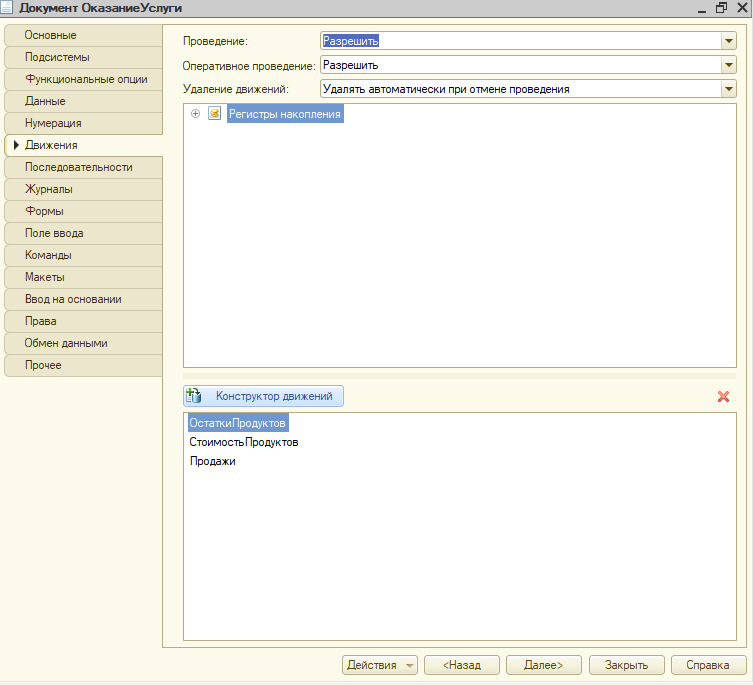 Документ ОказаниеУслуги
Основные
Подсистемы
Функциональные опции
Данные
Нумерация
Движения
Последовательности
Журналы
Формы
Поле ввода
Команды
Макеты
Ввод на основании
Права
Обмен данными
Прочее
Проведение: Разрешить
Оперативное проведение: Разрешить
Удаление движений: Удалять автоматически при отмене проведения
Регистры накопления
Конструктор движений
ОстаткиПродуктов
СтоимостьПродуктов
Продажи
Действия <Назад Далее> Закрыть Справка